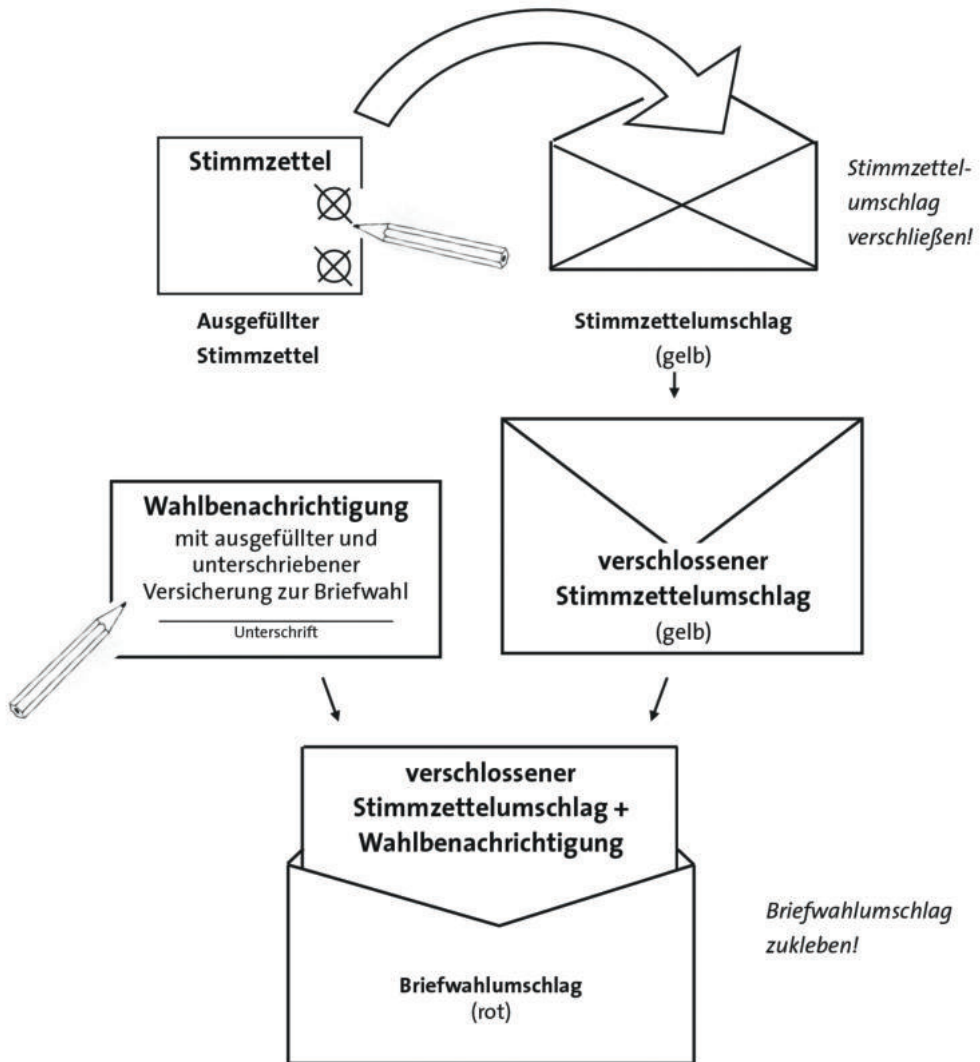 Stimmzettel
Ausgefüllter
Stimmzettel
Stimmzettelumschlag
(gelb)
Stimmzettel-
umschlag
verschließen!
Wahlbenachrichtigung
mit ausgefüllter und
unterschriebener
Versicherung zur Briefwahl
Unterschrift
verschlossener
Stimmzettelumschlag
(gelb)
verschlossener
Stimmzettelumschlag +
Wahlbenachrichtigung
Briefwahlumschlag
(rot)
Briefwahlumschlag
zukleben!